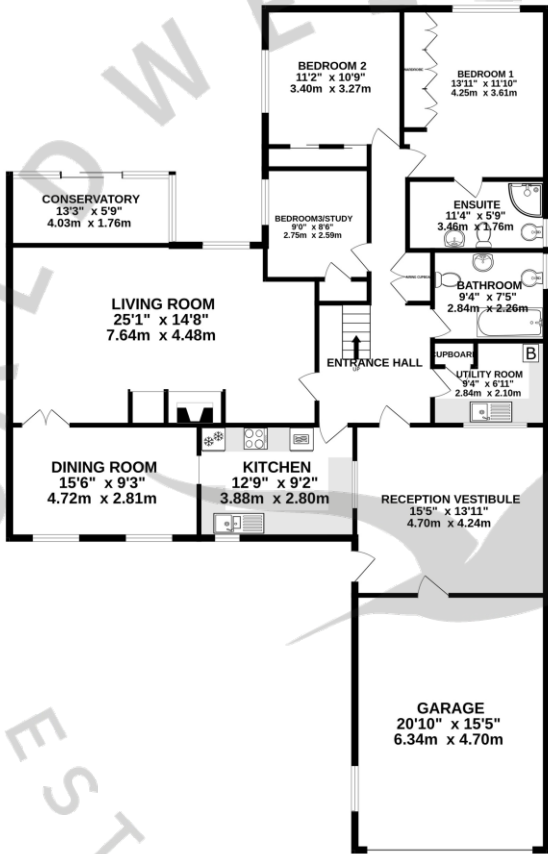 BEDROOM 2
11'2" x 10'9"
3.40m x 3.27m
BEDROOM 1
13'11" x 11'10"
4.25m x 3.61m
CONSERVATORY
13'3" x 5'9"
4.03m x 1.76m
BEDROOM3/STUDY
9'0" x 8'6"
2.75m x 2.59m
ENSUITE
11'4" x 5'9"
3.46m x 1.76m
BATHROOM
9'4" x 7'5"
2.84m x 2.26m
LIVING ROOM
25'1" x 14'8"
7.64m x 4.48m
ENTRANCE HALL
UP
CUPBOARD
B
UTILITY ROOM
9'4" x 6'11"
2.84m x 2.10m
DINING ROOM
15'6" x 9'3"
4.72m x 2.81m
KITCHEN
12'9" x 9'2"
3.88m x 2.80m
RECEPTION VESTIBULE
15'5" x 13'11"
4.70m x 4.24m
GARAGE
20'10" x 15'5"
6.34m x 4.70m